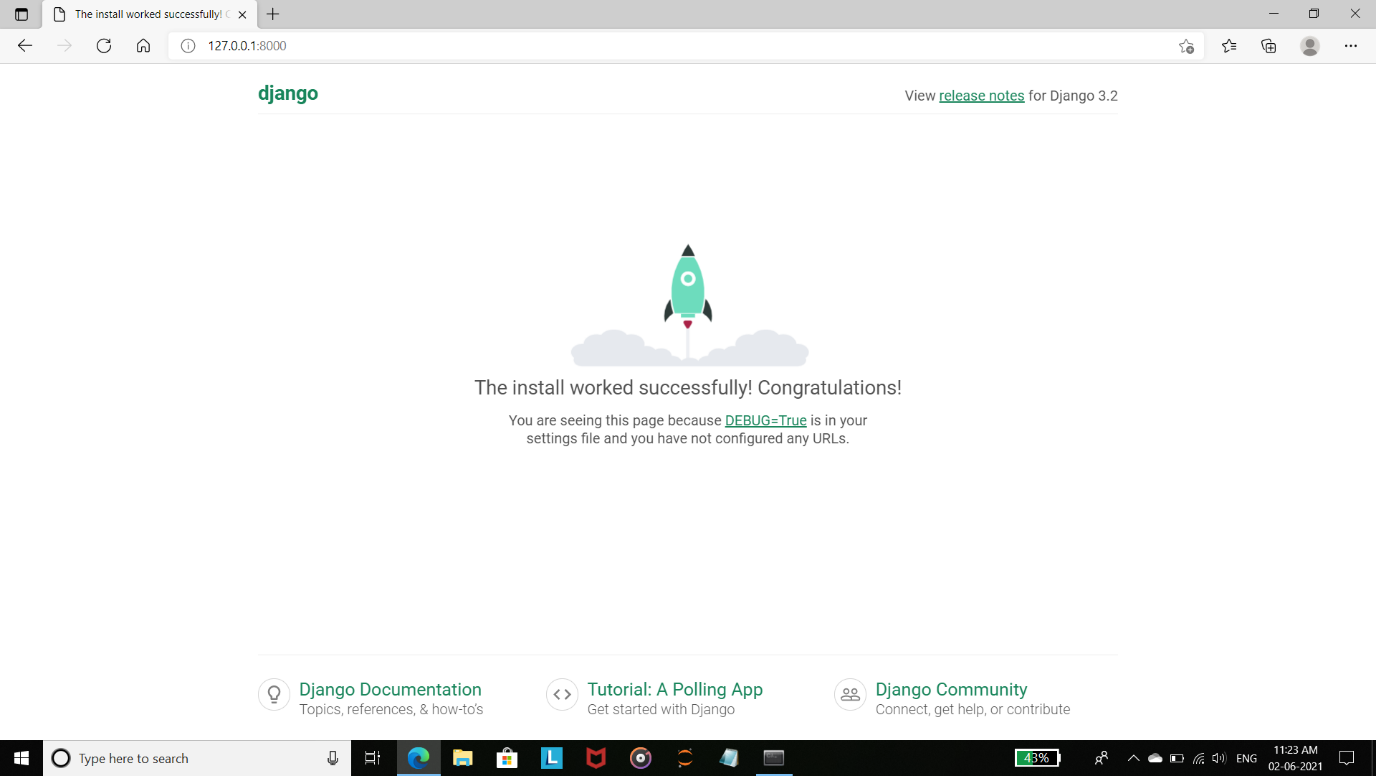 The install worked successfully! C
127.0.0.1:8000
django
View release notes for Django 3.2
The install worked successfully! Congratulations!
You are seeing this page because DEBUG=True is in your
settings file and you have not configured any URLs.
Django Documentation
Topics, references, & how-to's
Tutorial: A Polling App
Get started with Django
Django Community
Connect, get help, or contribute
Type here to search
L
43%
ENG
11:23 AM
02-06-2021